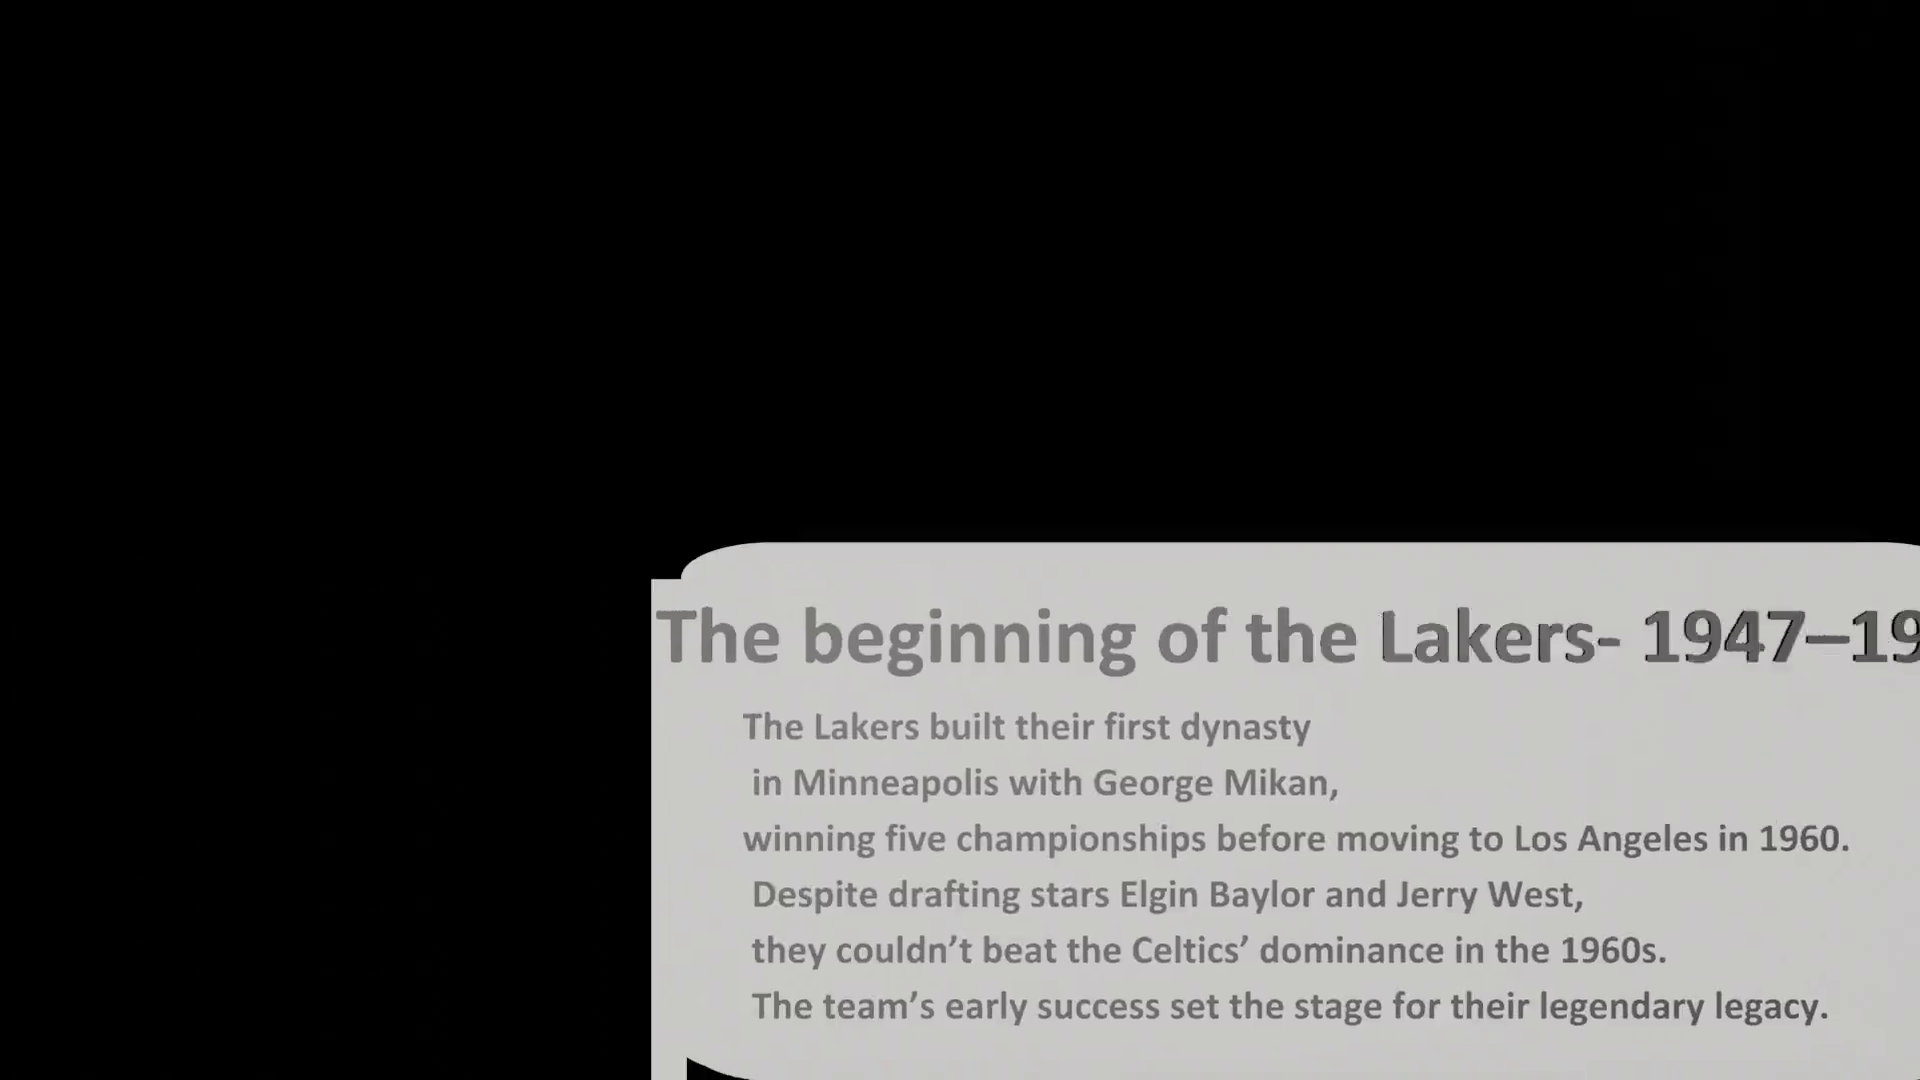 The beginning of the Lakers- 1947–19
The Lakers built their first dynasty
in Minneapolis with George Mikan,
winning five championships before moving to Los Angeles in 1960.
Despite drafting stars Elgin Baylor and Jerry West,
they couldn’t beat the Celtics’ dominance in the 1960s.
The team’s early success set the stage for their legendary legacy.